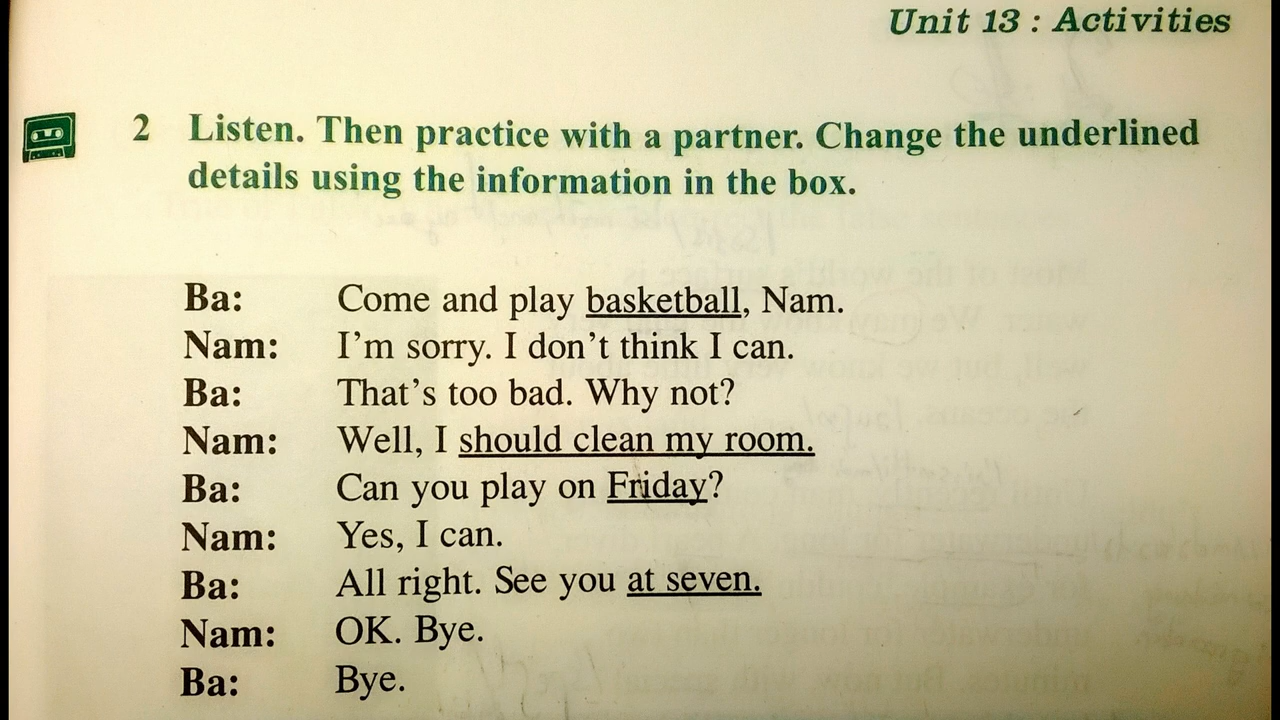 Unit 13 : Activities
2 Listen. Then practice with a partner. Change the underlined
details using the information in the box.
Ba: Come and play basketball, Nam.
Nam: I'm sorry. I don't think I can.
Ba: That's too bad. Why not?
Nam: Well, I should clean my room.
Ba: Can you play on Friday?
Nam: Yes, I can.
Ba: All right. See you at seven.
Nam: OK. Bye.
Ba: Bye.